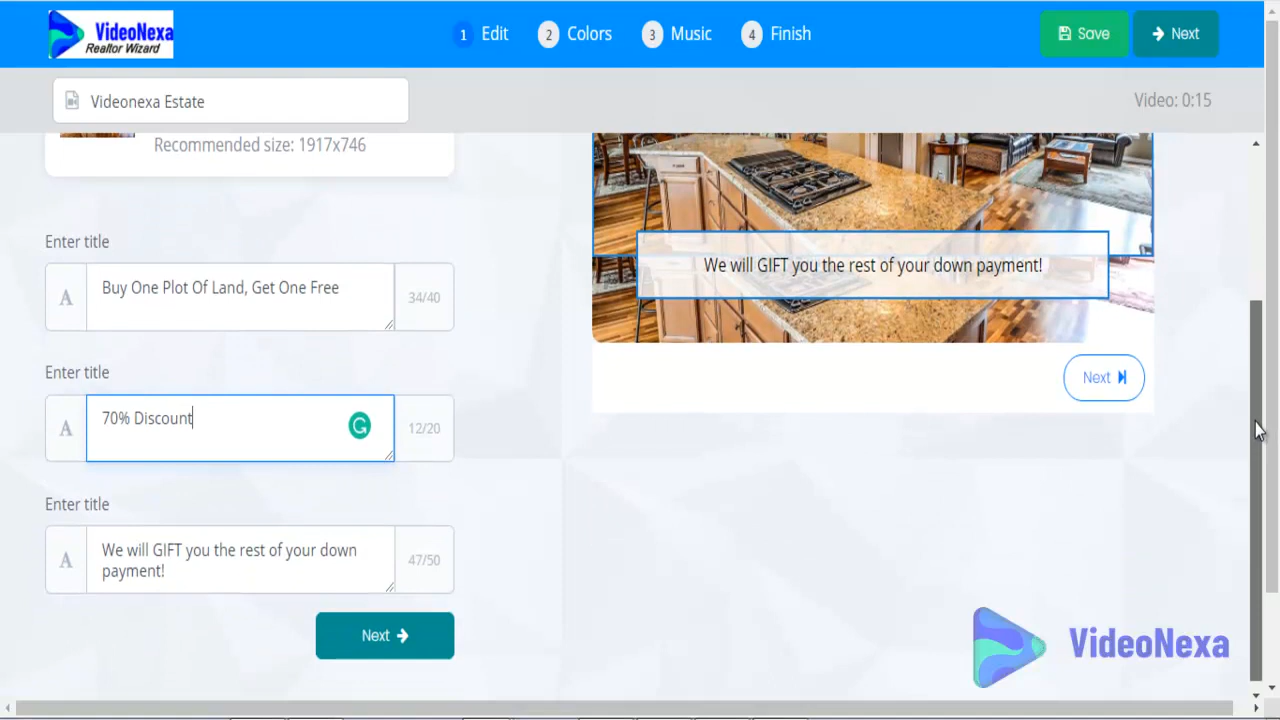 VideoNexa
Realtor Wizard
1 Edit
2 Colors
3 Music
4 Finish
Save
Next
Videonexa Estate
Video: 0:15
Recommended size: 1917x746
Enter title
A
Buy One Plot Of Land, Get One Free
34/40
Enter title
A
70% Discount
12/20
Enter title
A
We will GIFT you the rest of your down
payment!
47/50
Next
We will GIFT you the rest of your down payment!
Next
VideoNexa